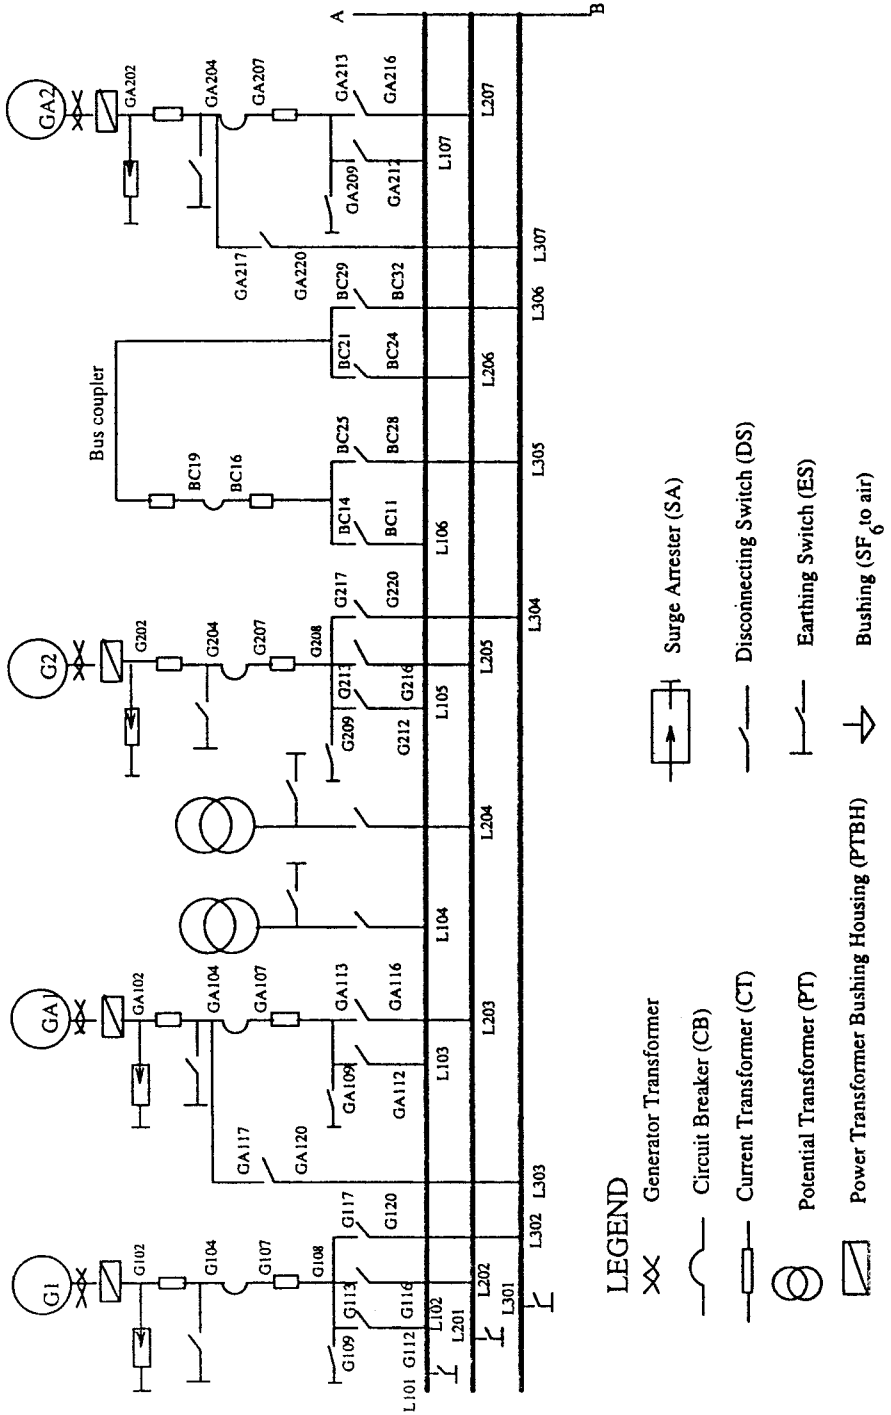 G1
GA1
G2
GA2
G102
G104
G107
G108
G109
G113
G112
G116
G117
G120
L101
L102
L201
L202
L301
L302
GA102
GA104
GA107
GA109
GA113
GA112
GA116
GA117
GA120
L103
L203
L303
L104
L204
G202
G204
G207
G208
G209
G213
G212
G216
G217
G220
L105
L205
L304
Bus coupler
BC19
BC16
BC14
BC11
BC25
BC28
BC21
BC24
BC29
BC32
L106
L305
L206
L306
GA202
GA204
GA207
GA209
GA213
GA212
GA216
GA217
GA220
L107
L207
L307
A
B
LEGEND
Generator Transformer
Circuit Breaker (CB)
Current Transformer (CT)
Potential Transformer (PT)
Power Transformer Bushing Housing (PTBH)
Surge Arrester (SA)
Disconnecting Switch (DS)
Earthing Switch (ES)
Bushing (SF6 to air)